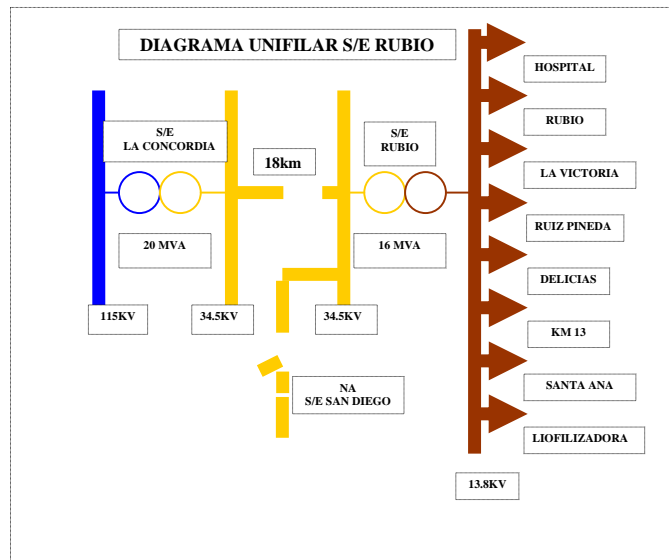 DIAGRAMA UNIFILAR S/E RUBIO
HOSPITAL
S/E
LA CONCORDIA
S/E
RUBIO
RUBIO
18km
LA VICTORIA
20 MVA
16 MVA
RUIZ PINEDA
DELICIAS
115KV
34.5KV
34.5KV
KM 13
NA
S/E SAN DIEGO
SANTA ANA
LIOFILIZADORA
13.8KV